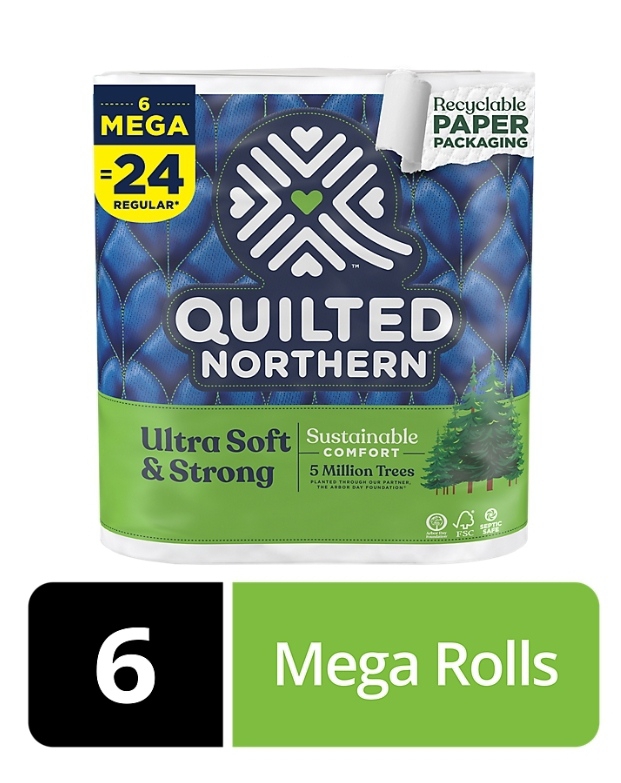 6
MEGA
=24
REGULAR*
Recyclable
PAPER
PACKAGING
TM
QUILTED
NORTHERN®
Ultra Soft
& Strong
Sustainable
COMFORT
5 Million Trees
PLANTED THROUGH OUR PARTNER,
THE ARBOR DAY FOUNDATION
FSC
SEPTIC
SAFE
6
Mega Rolls